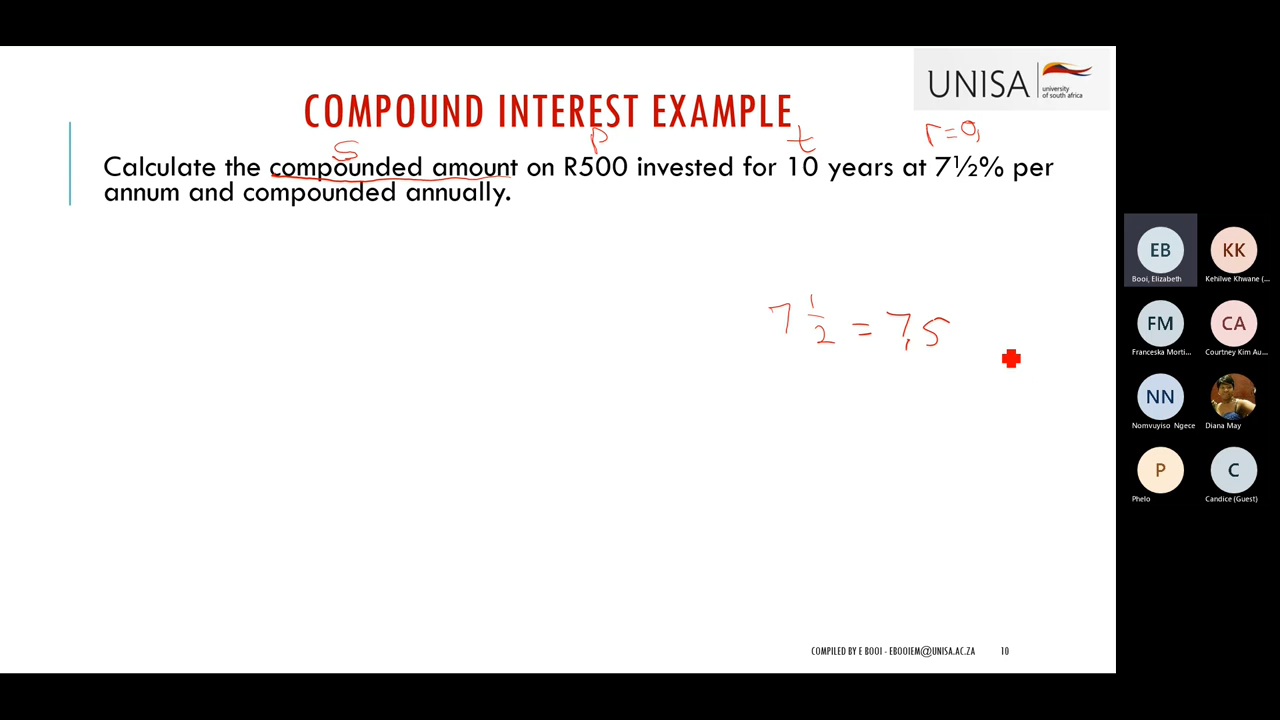 UNISA
university
of south africa
COMPOUND INTEREST EXAMPLE
S P t r=0,
Calculate the compounded amount on R500 invested for 10 years at 7½% per
annum and compounded annually.
7 1/2 = 7,5
COMPILED BY E BOOI - EBOOIEM@UNISA.AC.ZA 10
EB KK
Booi, Elizabeth Kehilwe Khwane (...
FM CA
Franceska Morti... Courtney Kim Au...
NN
Nomvuyiso Ngece Diana May
P C
Phelo Candice (Guest)